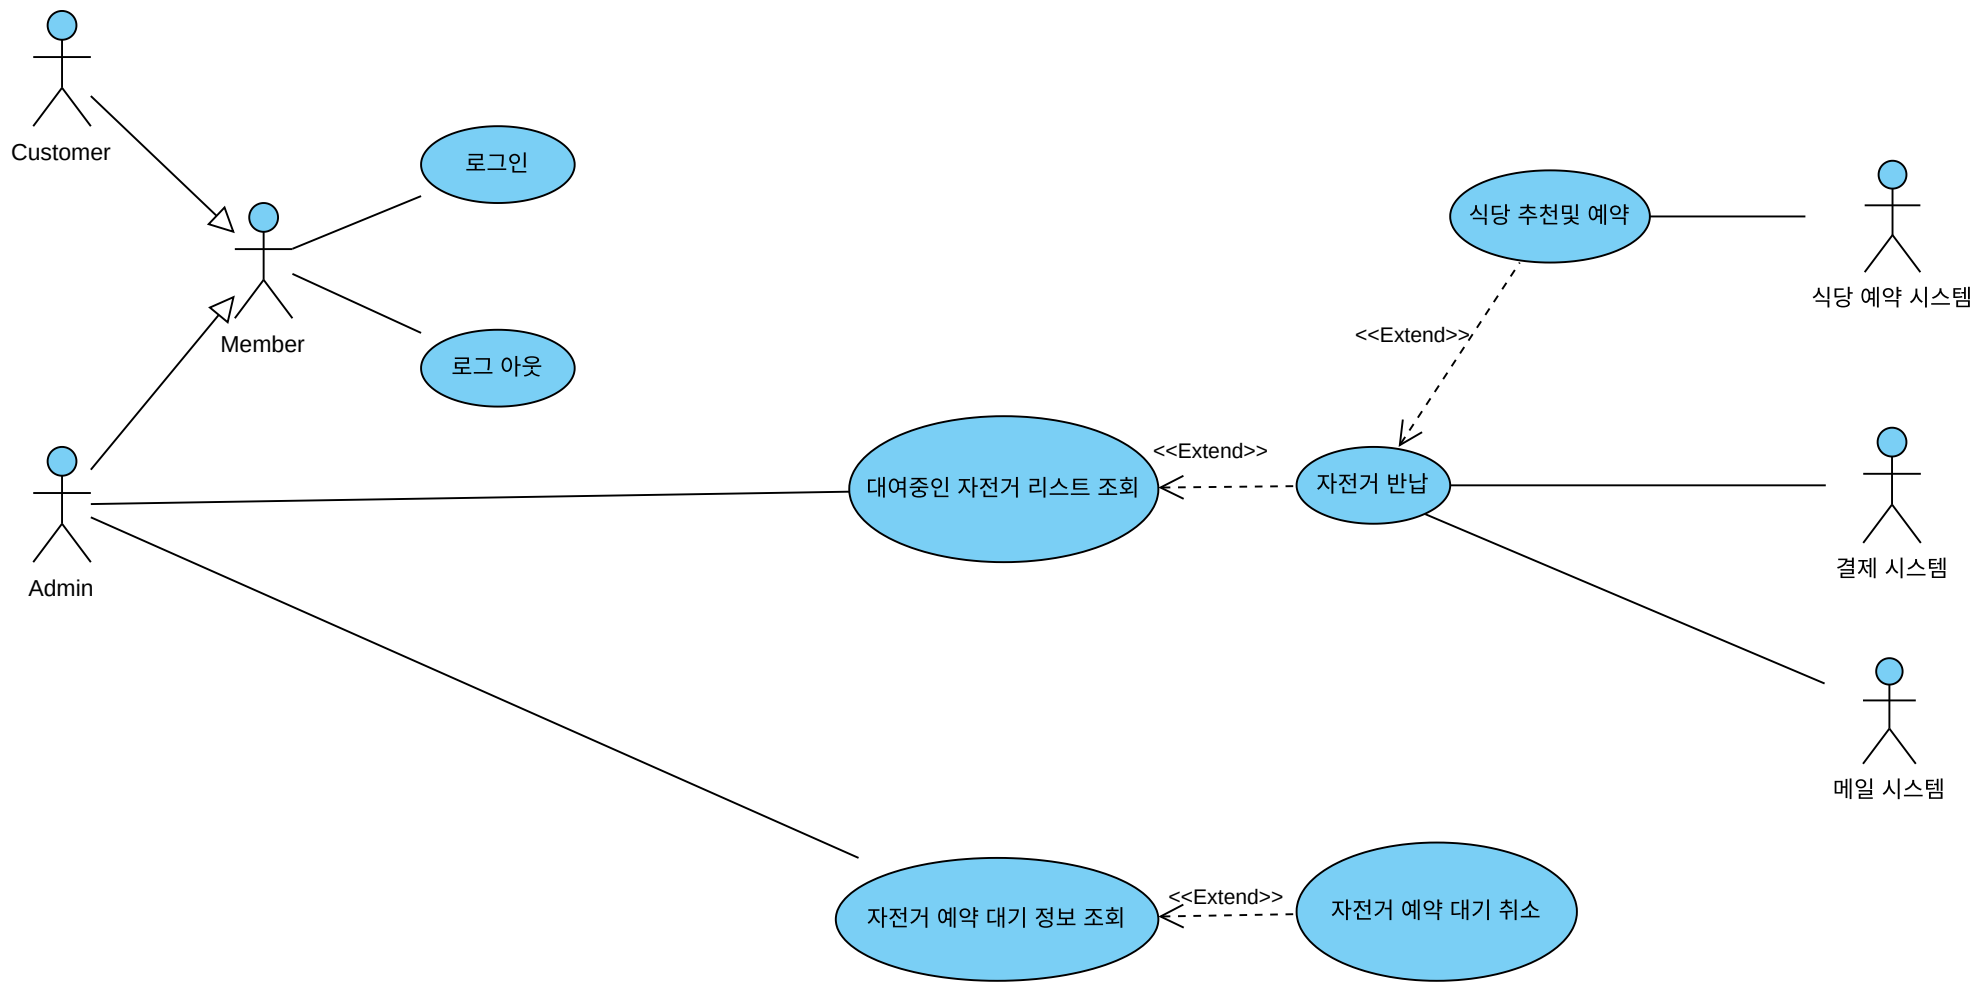 Customer
로그인
식당 추천및 예약
식당 예약 시스템
<<Extend>>
Member
로그 아웃
<<Extend>>
대여중인 자전거 리스트 조회
자전거 반납
결제 시스템
Admin
메일 시스템
<<Extend>>
자전거 예약 대기 정보 조회
자전거 예약 대기 취소